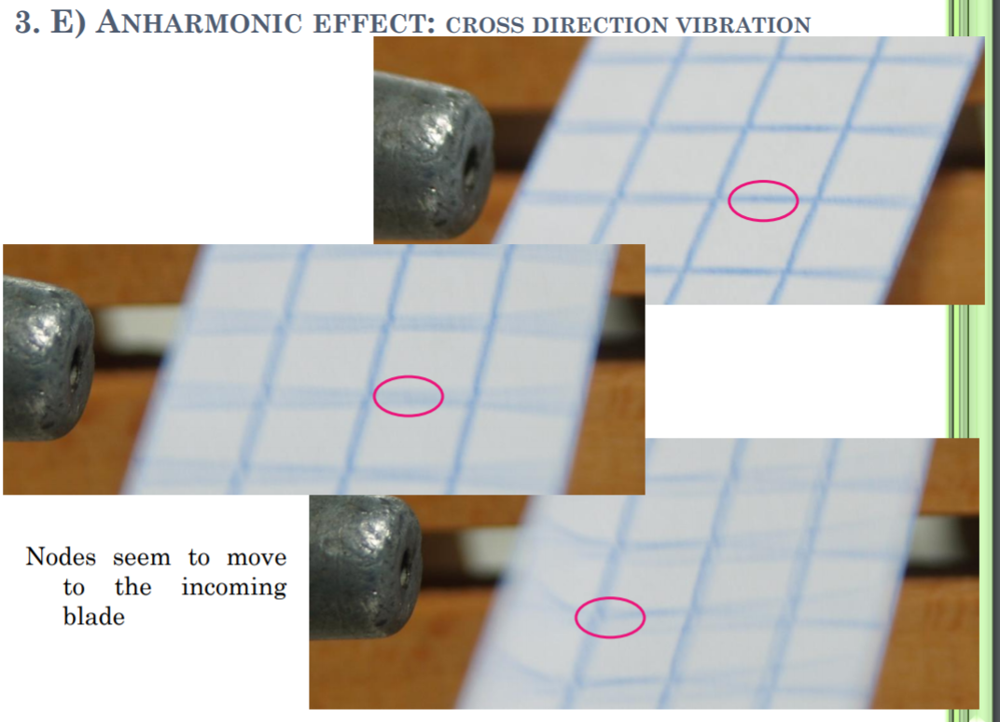 3. E) ANHARMONIC EFFECT: CROSS DIRECTION VIBRATION
Nodes seem to move
to the incoming
blade